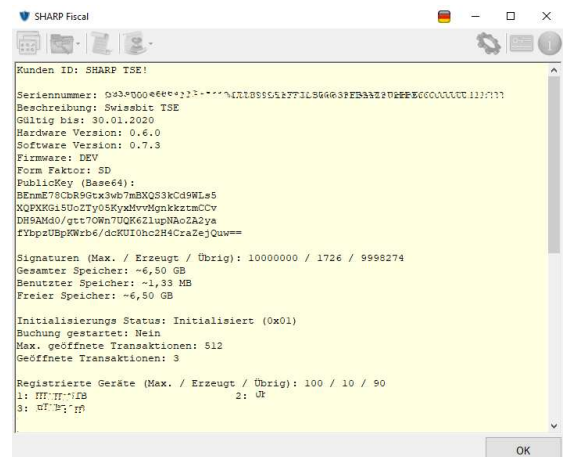 SHARP Fiscal
Kunden ID: SHARP TSE!
Seriennummer:
Beschreibung: Swissbit TSE
Gültig bis: 30.01.2020
Hardware Version: 0.6.0
Software Version: 0.7.3
Firmware: DEV
Form Faktor: SD
PublicKey (Base64):
BEnmE78CbR9Gtx3wb7mBXQS3kCd9WLs5
XQPXKGi5UoZTy05KyxMvvMgnkkztmCCv
DH9AMd0/gtt7OWn7UQK6ZlupNAoZA2ya
fYbpzUBpKWrb6/dcKUI0hc2H4CraZejQuw==
Signaturen (Max. / Erzeugt / Übrig): 10000000 / 1726 / 9998274
Gesamter Speicher: ~6,50 GB
Benutzter Speicher: ~1,33 MB
Freier Speicher: ~6,50 GB
Initialisierungs Status: Initialisiert (0x01)
Buchung gestartet: Nein
Max. geöffnete Transaktionen: 512
Geöffnete Transaktionen: 3
Registrierte Geräte (Max. / Erzeugt / Übrig): 100 / 10 / 90
1: 2:
3:
OK